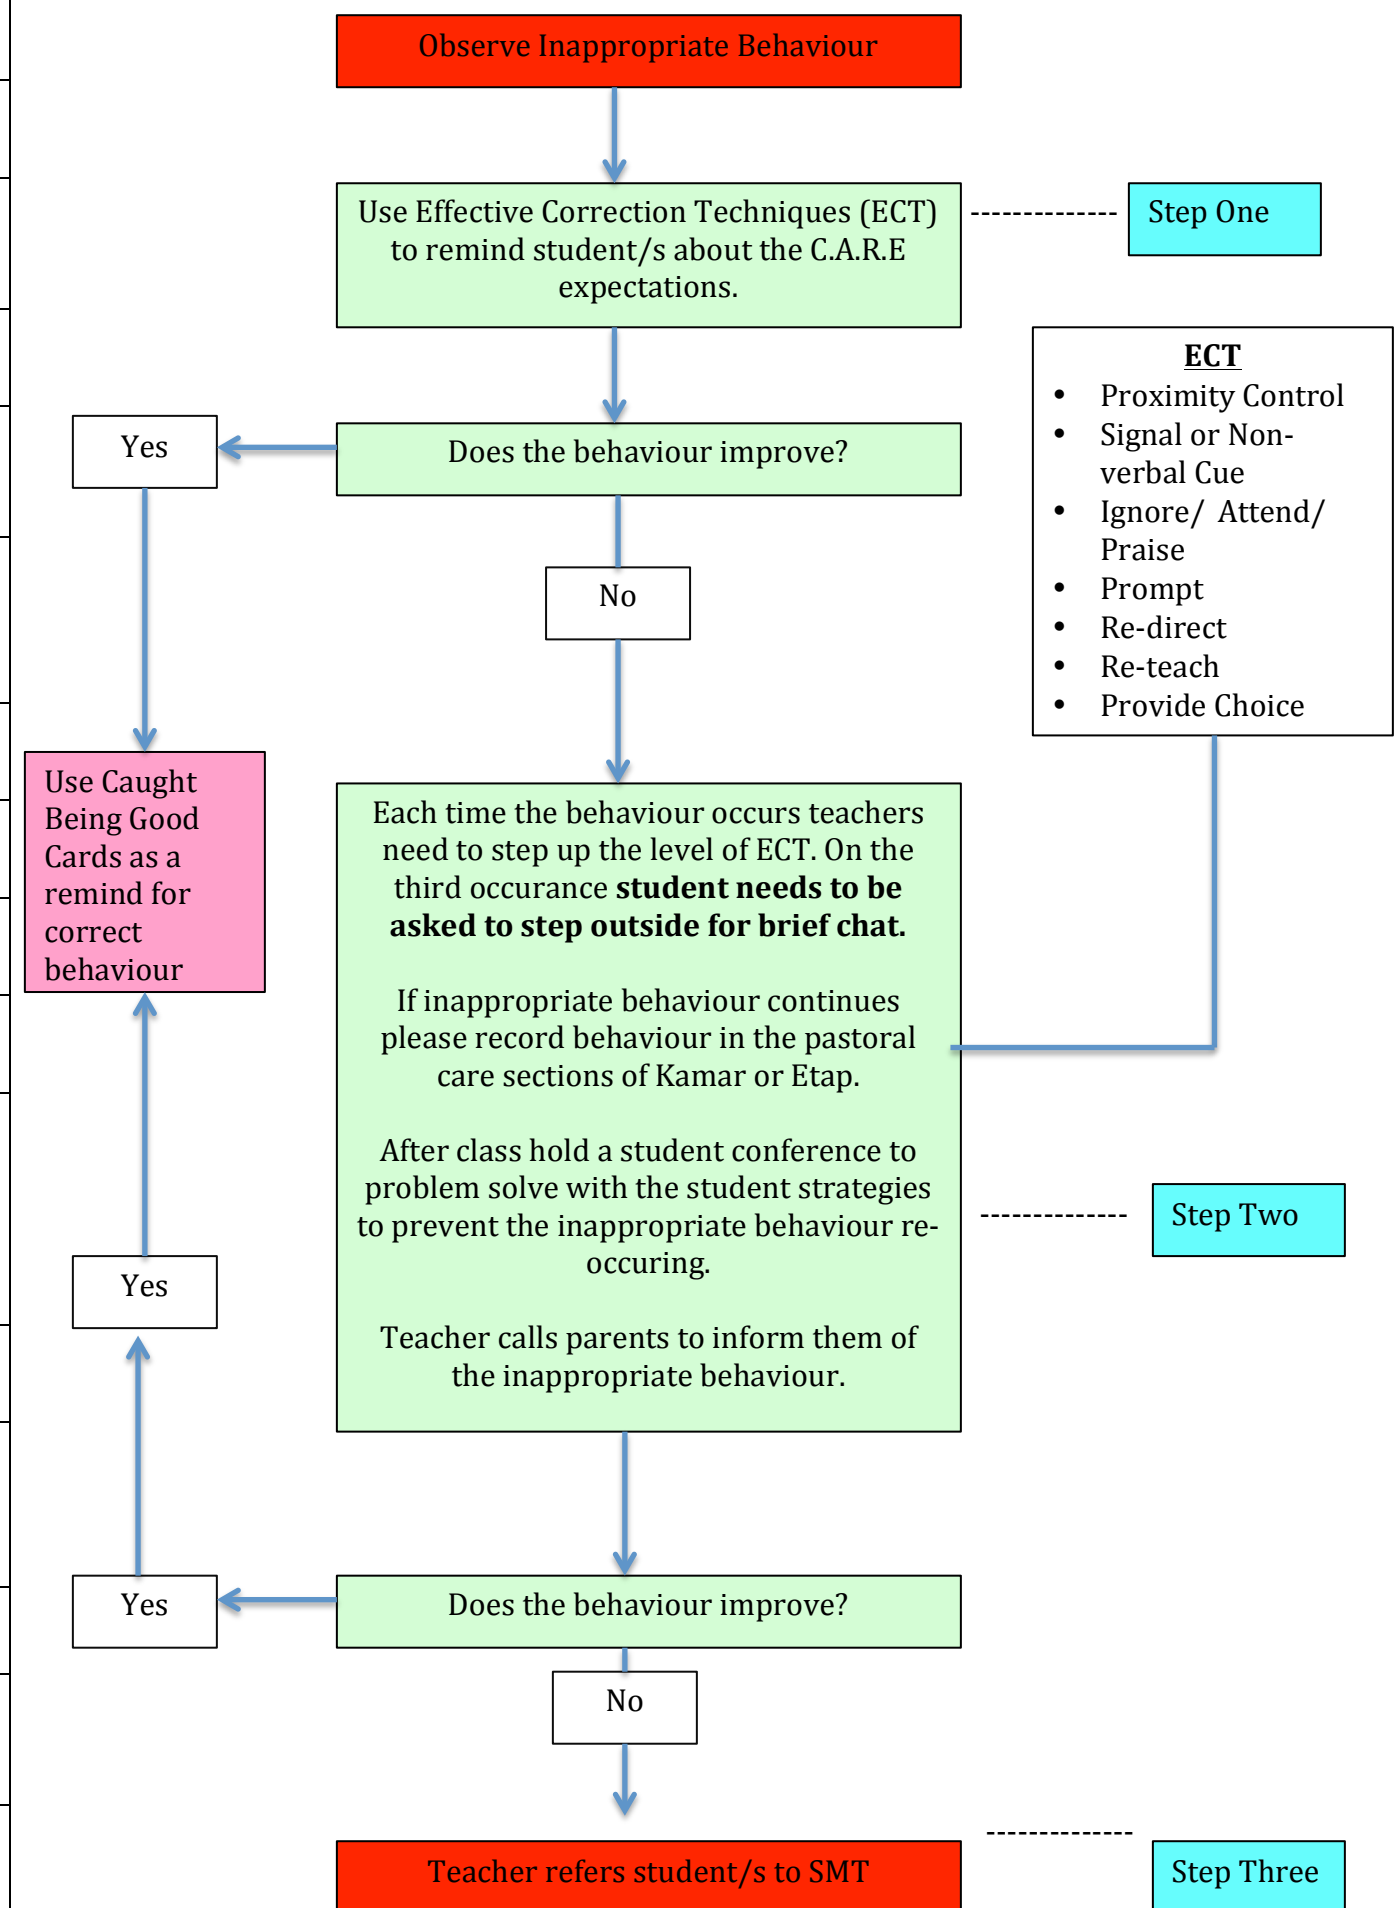 Observe Inappropriate Behaviour
Use Effective Correction Techniques (ECT)
to remind student/s about the C.A.R.E
expectations.
Step One
ECT
• Proximity Control
• Signal or Non-
verbal Cue
• Ignore/ Attend/
Praise
• Prompt
• Re-direct
• Re-teach
• Provide Choice
Yes
Does the behaviour improve?
No
Use Caught
Being Good
Cards as a
remind for
correct
behaviour
Each time the behaviour occurs teachers
need to step up the level of ECT. On the
third occurance student needs to be
asked to step outside for brief chat.
If inappropriate behaviour continues
please record behaviour in the pastoral
care sections of Kamar or Etap.
After class hold a student conference to
problem solve with the student strategies
to prevent the inappropriate behaviour re-
occuring.
Teacher calls parents to inform them of
the inappropriate behaviour.
Step Two
Yes
Yes
Does the behaviour improve?
No
Teacher refers student/s to SMT
Step Three